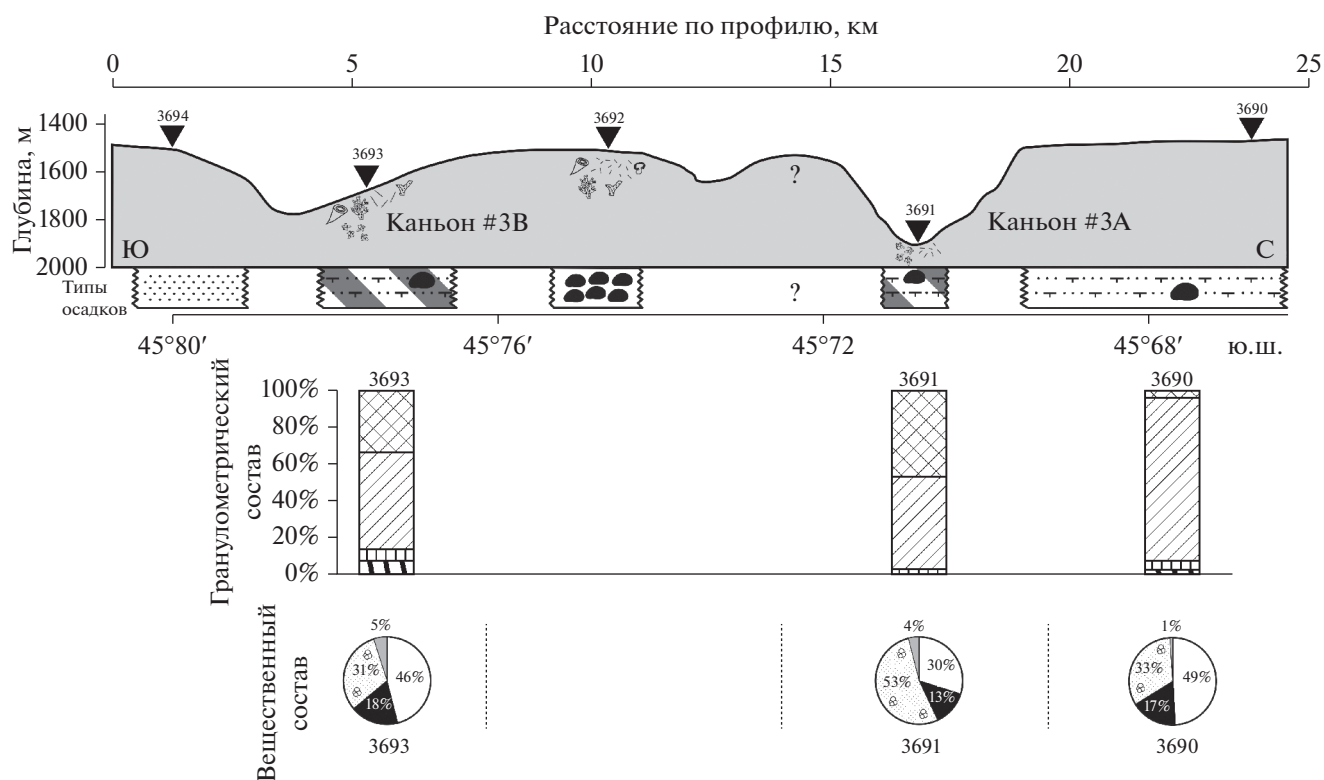 Расстояние по профилю, км
0 5 10 15 20 25
3694 3693 3692 3691 3690
Глубина, м
1400
1600
1800
2000
?
Каньон #3B
Каньон #3A
Ю
С
Типы
осадков
?
45°80′ 45°76′ 45°72 45°68′ ю.ш.
Гранулометрический
состав
100%
80%
60%
40%
20%
0%
3693 3691 3690
Вещественный
состав
5%
31%
46%
18%
3693
4%
30%
53%
13%
3691
1%
33%
49%
17%
3690